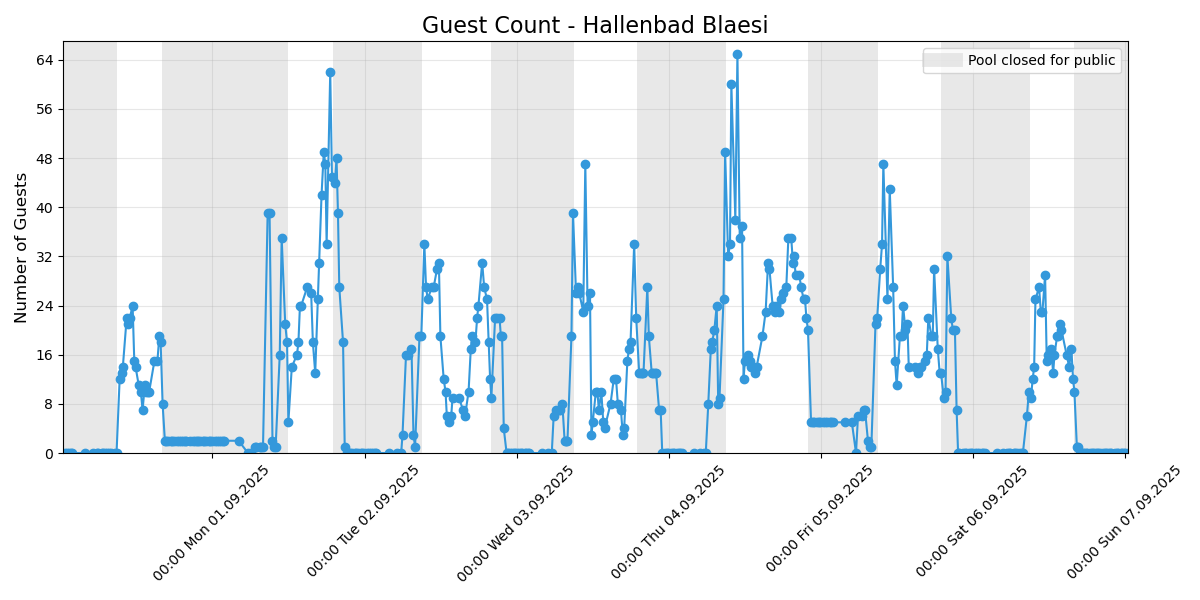 Guest Count - Hallenbad Blaesi
Pool closed for public
Number of Guests
64
56
48
40
32
24
16
8
0
00:00 Mon 01.09.2025
00:00 Tue 02.09.2025
00:00 Wed 03.09.2025
00:00 Thu 04.09.2025
00:00 Fri 05.09.2025
00:00 Sat 06.09.2025
00:00 Sun 07.09.2025